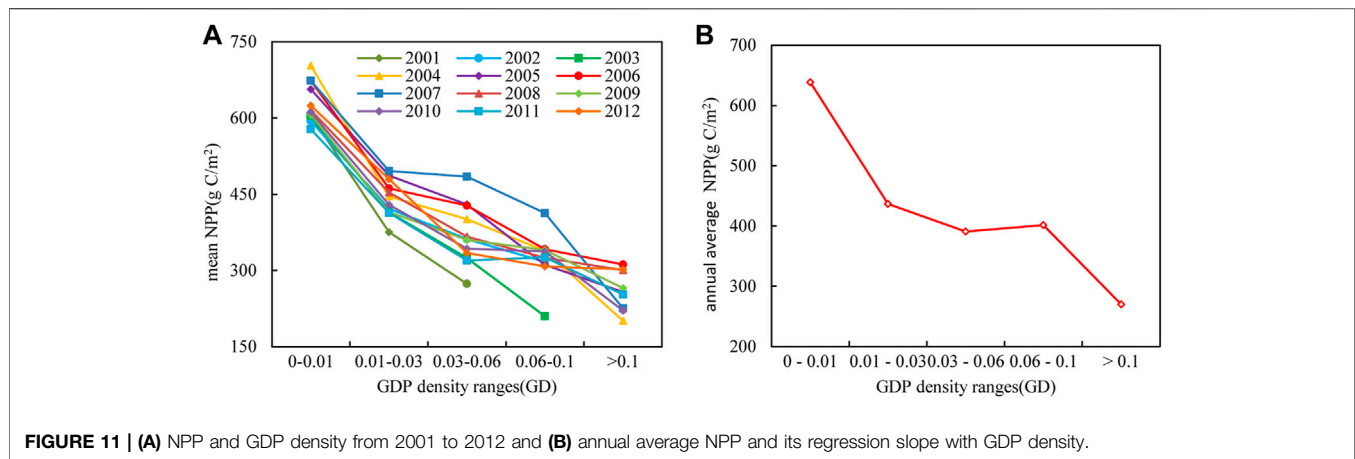 A
750
600
450
300
150
mean NPP(g C/m²)
2001 2002 2003
2004 2005 2006
2007 2008 2009
2010 2011 2012
0-0.01 0.01-0.03 0.03-0.06 0.06-0.1 >0.1
GDP density ranges(GD)
B
700
600
500
400
300
200
annual average NPP(g C/m²)
0 - 0.01 0.01 - 0.03 0.03 - 0.06 0.06 - 0.1 > 0.1
GDP density ranges(GD)
FIGURE 11 | (A) NPP and GDP density from 2001 to 2012 and (B) annual average NPP and its regression slope with GDP density.